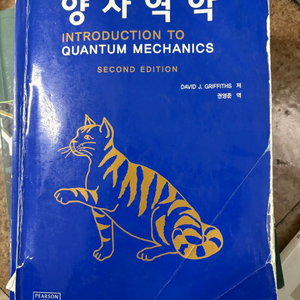 양자역학
INTRODUCTION TO
QUANTUM MECHANICS
SECOND EDITION
DAVID J. GRIFFITHS 저
권영준 역
PEARSON